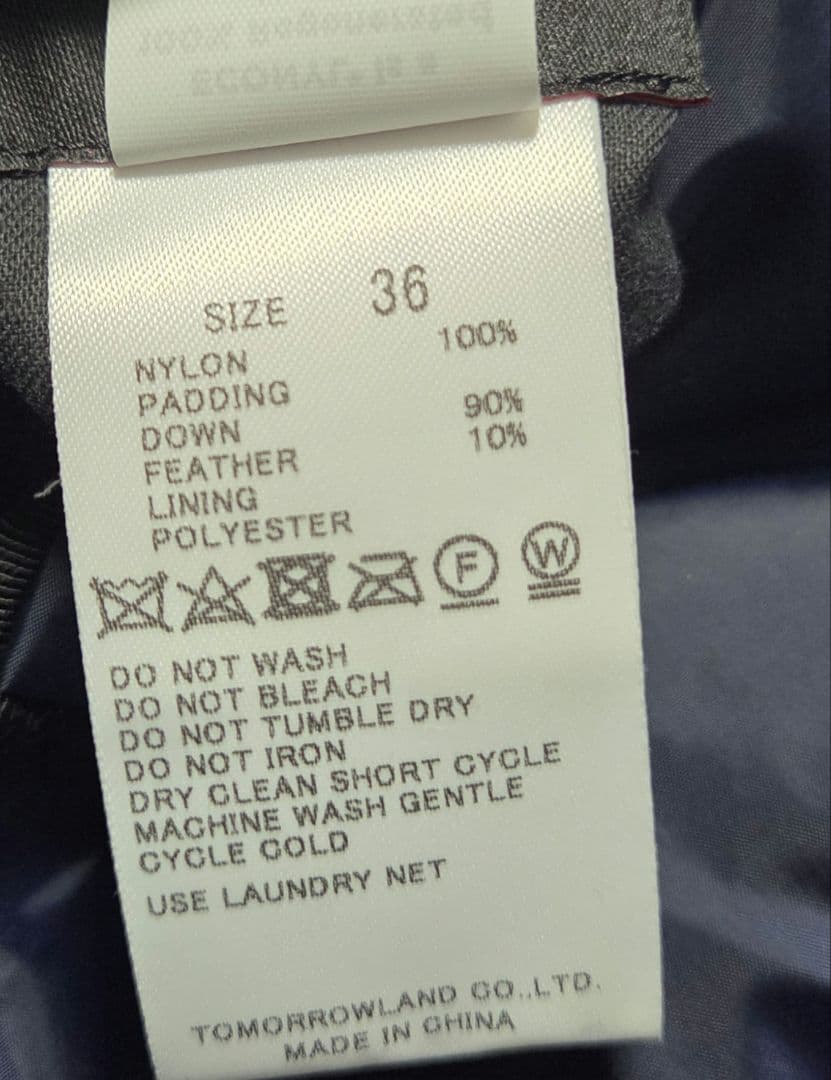 SIZE 36
NYLON 100%
PADDING
DOWN 90%
FEATHER 10%
LINING
POLYESTER
F W
DO NOT WASH
DO NOT BLEACH
DO NOT TUMBLE DRY
DO NOT IRON
DRY CLEAN SHORT CYCLE
MACHINE WASH GENTLE
CYCLE COLD
USE LAUNDRY NET
TOMORROWLAND CO.,LTD.
MADE IN CHINA